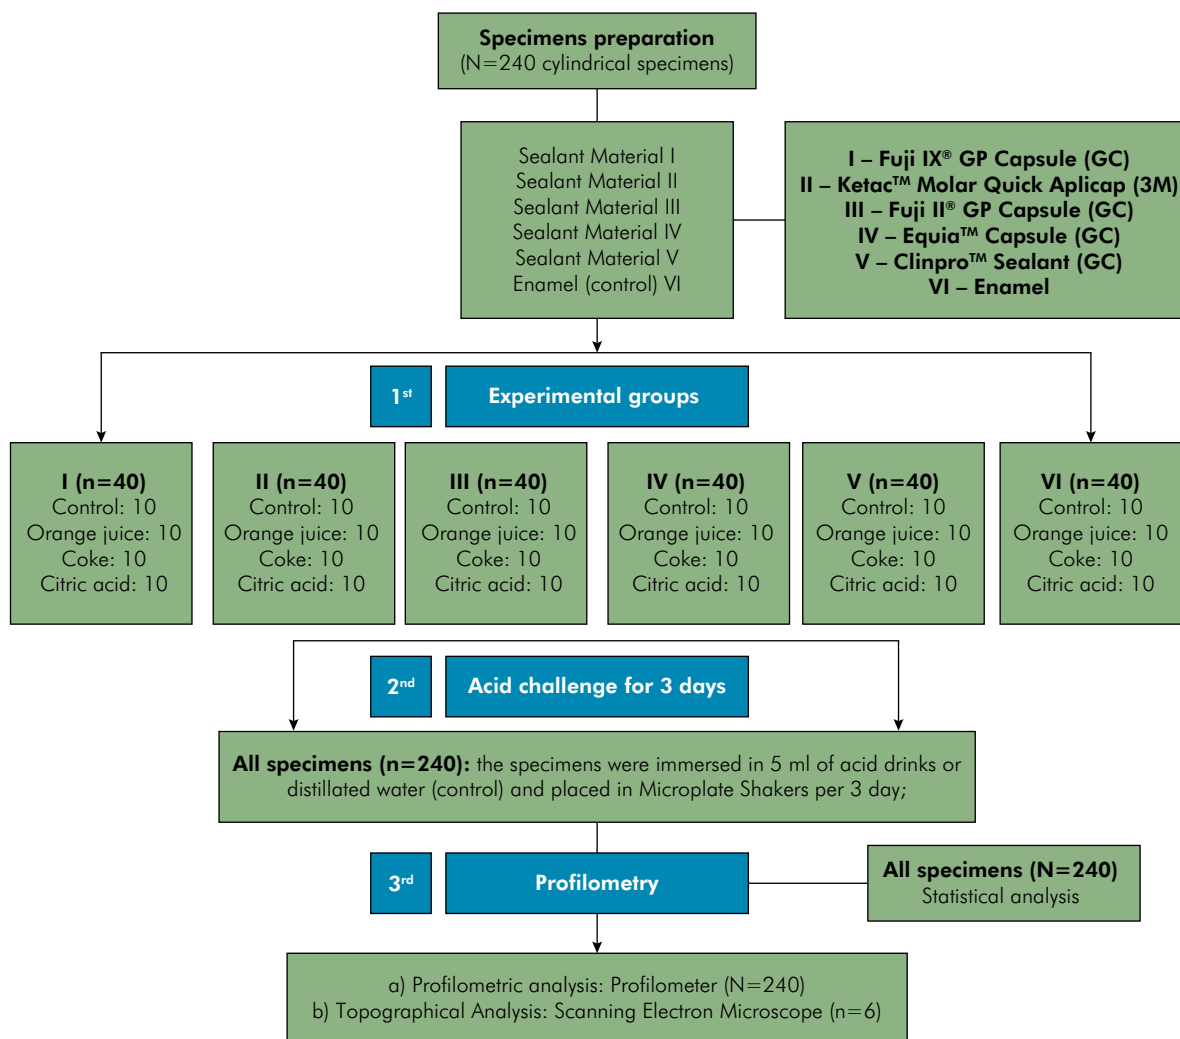 Specimens preparation
(N=240 cylindrical specimens)
Sealant Material I
Sealant Material II
Sealant Material III
Sealant Material IV
Sealant Material V
Enamel (control) VI
I – Fuji IX® GP Capsule (GC)
II – Ketac™ Molar Quick Aplicap (3M)
III – Fuji II® GP Capsule (GC)
IV – Equia™ Capsule (GC)
V – Clinpro™ Sealant (GC)
VI – Enamel
1st
Experimental groups
I (n=40)
Control: 10
Orange juice: 10
Coke: 10
Citric acid: 10
II (n=40)
Control: 10
Orange juice: 10
Coke: 10
Citric acid: 10
III (n=40)
Control: 10
Orange juice: 10
Coke: 10
Citric acid: 10
IV (n=40)
Control: 10
Orange juice: 10
Coke: 10
Citric acid: 10
V (n=40)
Control: 10
Orange juice: 10
Coke: 10
Citric acid: 10
VI (n=40)
Control: 10
Orange juice: 10
Coke: 10
Citric acid: 10
2nd
Acid challenge for 3 days
All specimens (n=240): the specimens were immersed in 5 ml of acid drinks or
distillated water (control) and placed in Microplate Shakers per 3 day;
3rd
Profilometry
All specimens (N=240)
Statistical analysis
a) Profilometric analysis: Profilometer (N=240)
b) Topographical Analysis: Scanning Electron Microscope (n=6)